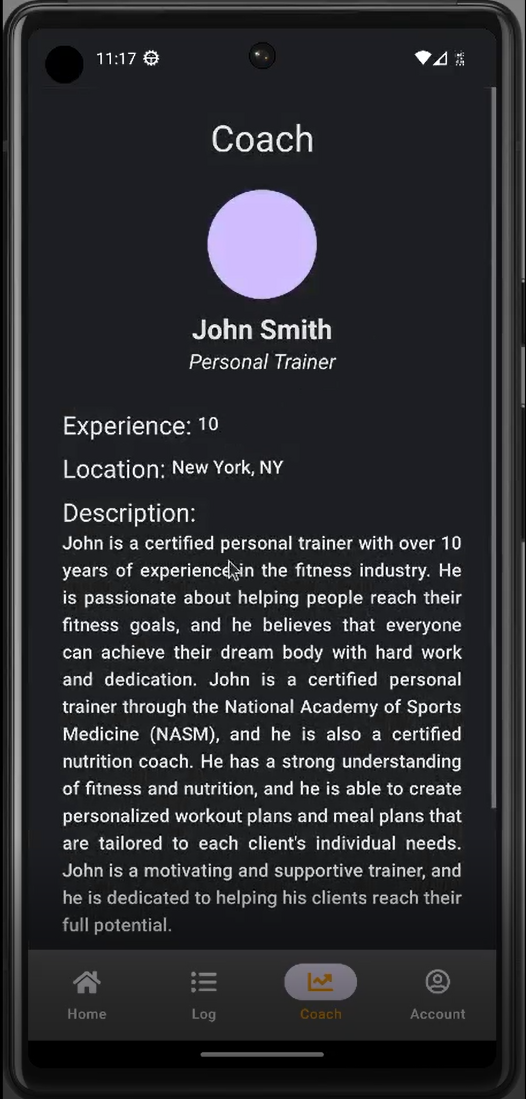 11:17
Coach
John Smith
Personal Trainer
Experience: 10
Location: New York, NY
Description:
John is a certified personal trainer with over 10
years of experience in the fitness industry. He
is passionate about helping people reach their
fitness goals, and he believes that everyone
can achieve their dream body with hard work
and dedication. John is a certified personal
trainer through the National Academy of Sports
Medicine (NASM), and he is also a certified
nutrition coach. He has a strong understanding
of fitness and nutrition, and he is able to create
personalized workout plans and meal plans that
are tailored to each client's individual needs.
John is a motivating and supportive trainer, and
he is dedicated to helping his clients reach their
full potential.
Home Log Coach Account